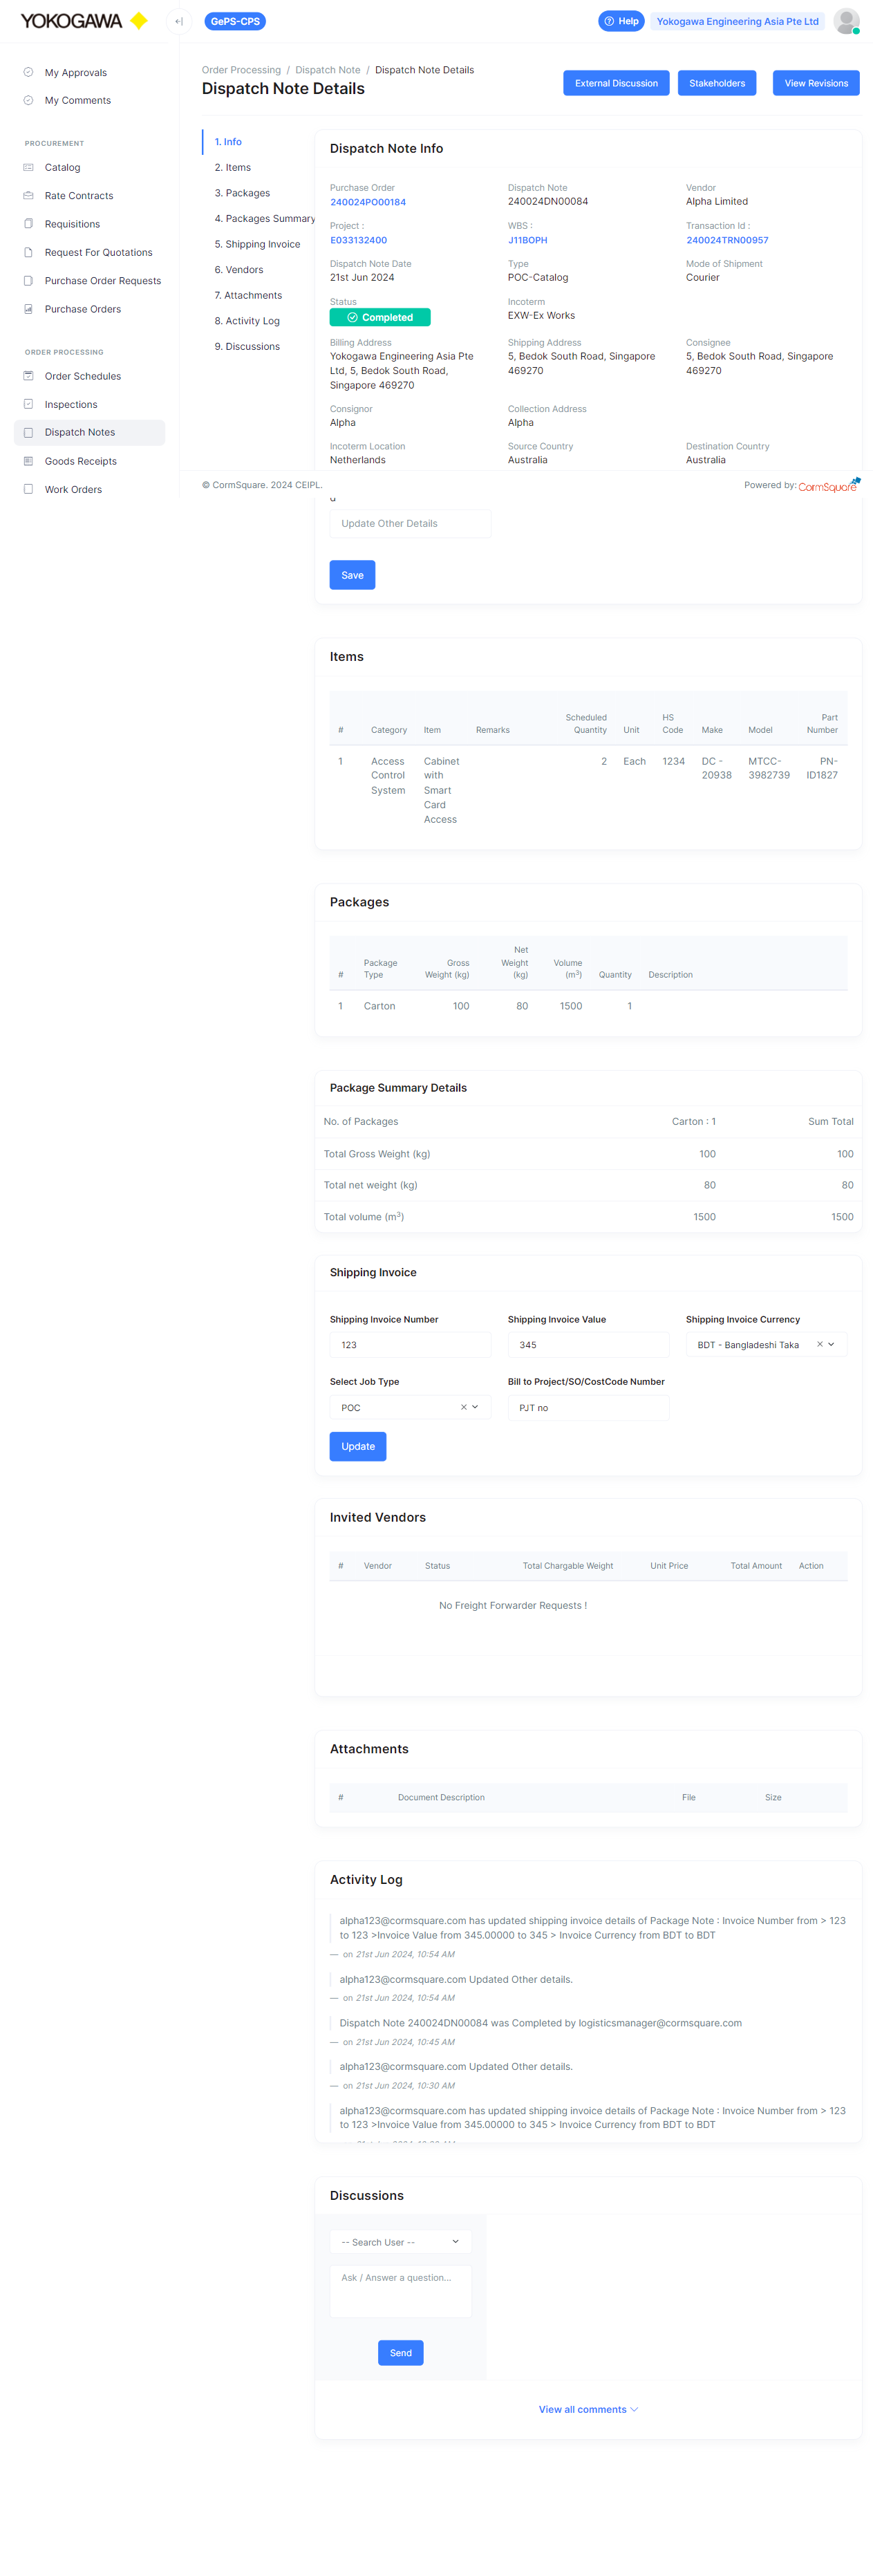 YOKOGAWA
GePS-CPS
Help
Yokogawa Engineering Asia Pte Ltd
My Approvals
My Comments
PROCUREMENT
Catalog
Rate Contracts
Requisitions
Request For Quotations
Purchase Order Requests
Purchase Orders
ORDER PROCESSING
Order Schedules
Inspections
Dispatch Notes
Goods Receipts
Work Orders
Order Processing / Dispatch Note / Dispatch Note Details
Dispatch Note Details
External Discussion
Stakeholders
View Revisions
1. Info
2. Items
3. Packages
4. Packages Summary
5. Shipping Invoice
6. Vendors
7. Attachments
8. Activity Log
9. Discussions
Dispatch Note Info
Purchase Order
240024PO00184
Dispatch Note
240024DN00084
Vendor
Alpha Limited
Project :
E033132400
WBS :
J11BOPH
Transaction Id :
240024TRN00957
Dispatch Note Date
21st Jun 2024
Type
POC-Catalog
Mode of Shipment
Courier
Status
Completed
Incoterm
EXW-Ex Works
Billing Address
Yokogawa Engineering Asia Pte
Ltd, 5, Bedok South Road,
Singapore 469270
Shipping Address
5, Bedok South Road, Singapore
469270
Consignee
5, Bedok South Road, Singapore
469270
Consignor
Alpha
Collection Address
Alpha
Incoterm Location
Netherlands
Source Country
Australia
Destination Country
Australia
© CormSquare. 2024 CEIPL.
Powered by: CormSquare
Update Other Details
Save
Items
# Category Item Remarks Scheduled Quantity Unit HS Code Make Model Part Number
1 Access Control System Cabinet with Smart Card Access 2 Each 1234 DC - 20938 MTCC-3982739 PN-ID1827
Packages
# Package Type Gross Weight (kg) Net Weight (kg) Volume (m³) Quantity Description
1 Carton 100 80 1500 1
Package Summary Details
No. of Packages Carton : 1 Sum Total
Total Gross Weight (kg) 100 100
Total net weight (kg) 80 80
Total volume (m³) 1500 1500
Shipping Invoice
Shipping Invoice Number
123
Shipping Invoice Value
345
Shipping Invoice Currency
BDT - Bangladeshi Taka
Select Job Type
POC
Bill to Project/SO/CostCode Number
PJT no
Update
Invited Vendors
# Vendor Status Total Chargable Weight Unit Price Total Amount Action
No Freight Forwarder Requests !
Attachments
# Document Description File Size
Activity Log
alpha123@cormsquare.com has updated shipping invoice details of Package Note : Invoice Number from > 123
to 123 >Invoice Value from 345.00000 to 345 > Invoice Currency from BDT to BDT
— on 21st Jun 2024, 10:54 AM
alpha123@cormsquare.com Updated Other details.
— on 21st Jun 2024, 10:54 AM
Dispatch Note 240024DN00084 was Completed by logisticsmanager@cormsquare.com
— on 21st Jun 2024, 10:45 AM
alpha123@cormsquare.com Updated Other details.
— on 21st Jun 2024, 10:30 AM
alpha123@cormsquare.com has updated shipping invoice details of Package Note : Invoice Number from > 123
to 123 >Invoice Value from 345.00000 to 345 > Invoice Currency from BDT to BDT
Discussions
-- Search User --
Ask / Answer a question...
Send
View all comments